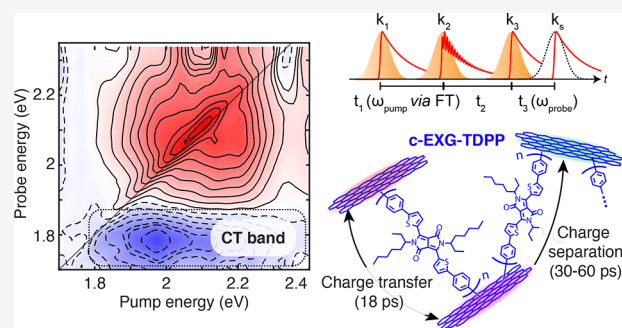 Probe energy (eV)
2.2
2.0
1.8
CT band
1.8
2.0
2.2
2.4
Pump energy (eV)
k1
k2
k3
ks
t
t1 (ωpump via FT)
t2
t3 (ωprobe)
c-EXG-TDPP
n
S
N
O
O
N
S
n
n
S
N
O
O
N
S
n
Charge transfer
(18 ps)
Charge
separation
(30-60 ps)